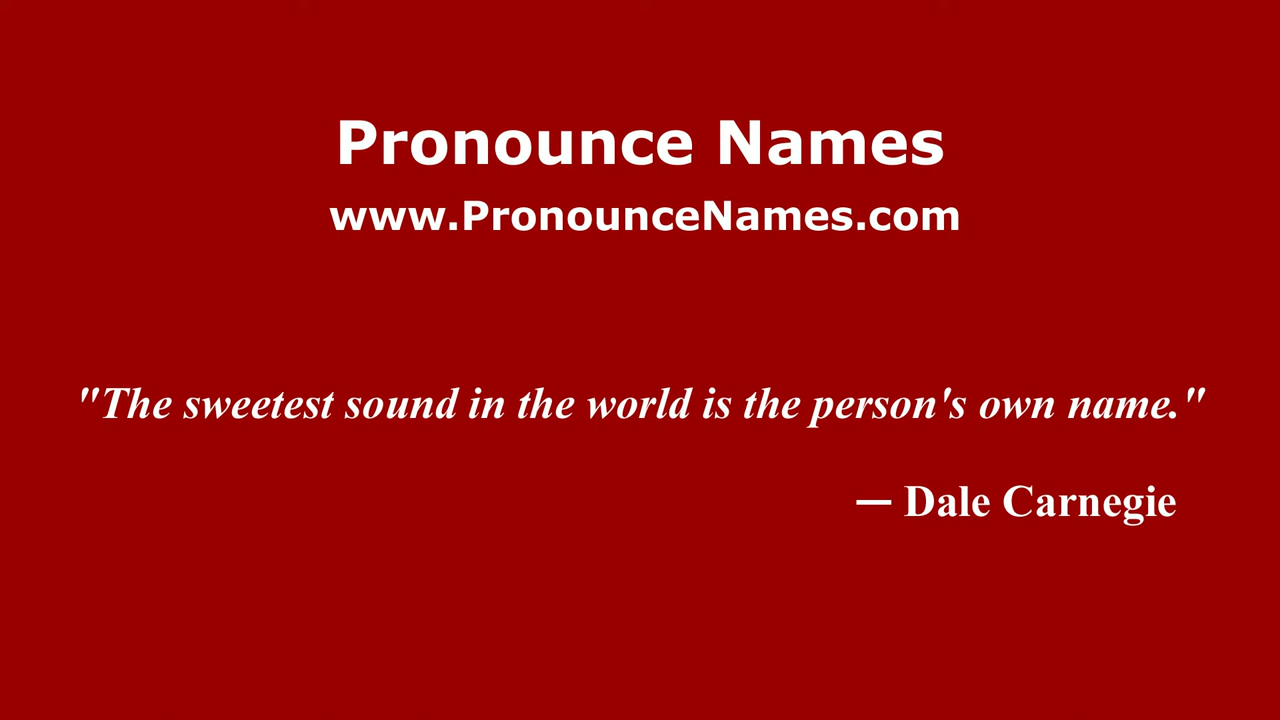 Pronounce Names
www.PronounceNames.com
"The sweetest sound in the world is the person's own name."
— Dale Carnegie